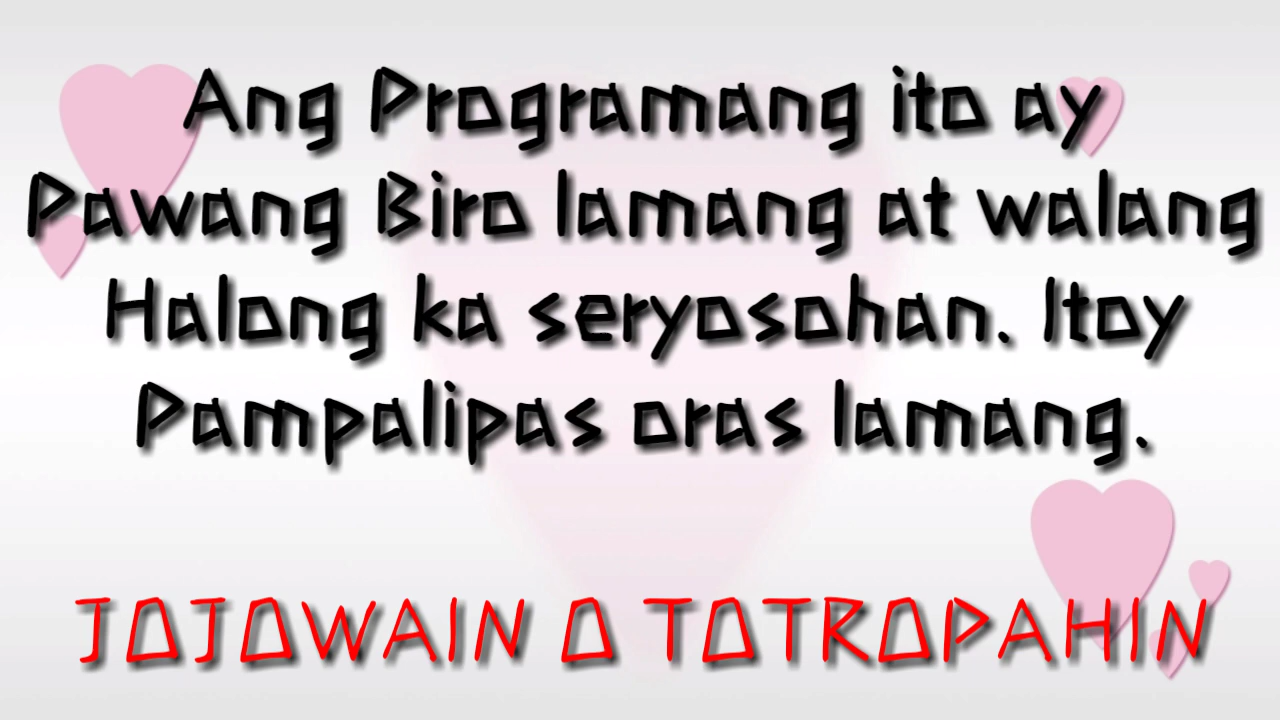 Ang Programang ito ay
Pawang Biro lamang at walang
Halong ka seryosohan. Itoy
Pampalipas oras lamang.
JOJOWAIN O TOTROPAHIN